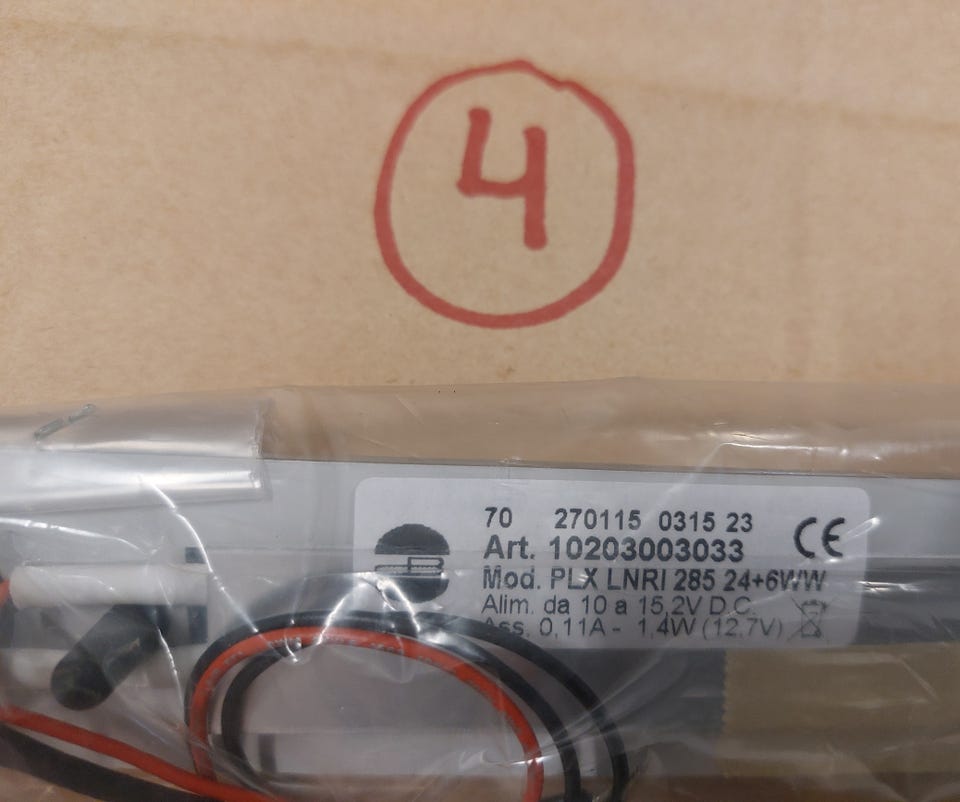 4
70 270115 0315 23
CE
Art. 10203003033
Mod. PLX LNRI 285 24+6WW
Alim. da 10 a 15,2V D.C.
Ass. 0,11A - 1,4W (12,7V)